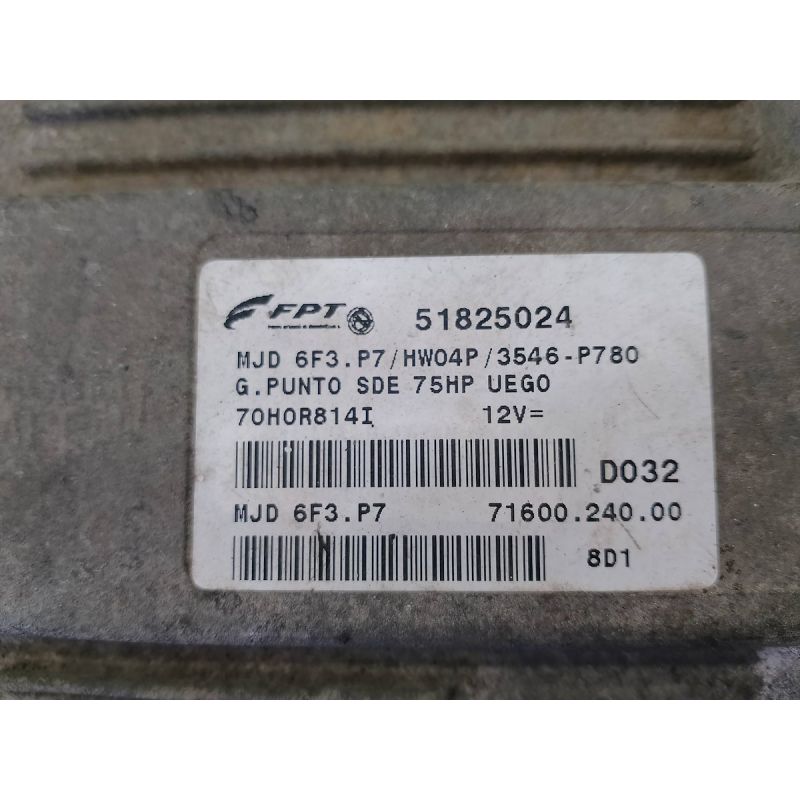 FPT 51825024
MJD 6F3.P7/HW04P/3546-P780
G.PUNTO SDE 75HP UEGO
70H0R814I 12V=
D032
MJD 6F3.P7 71600.240.00
8D1